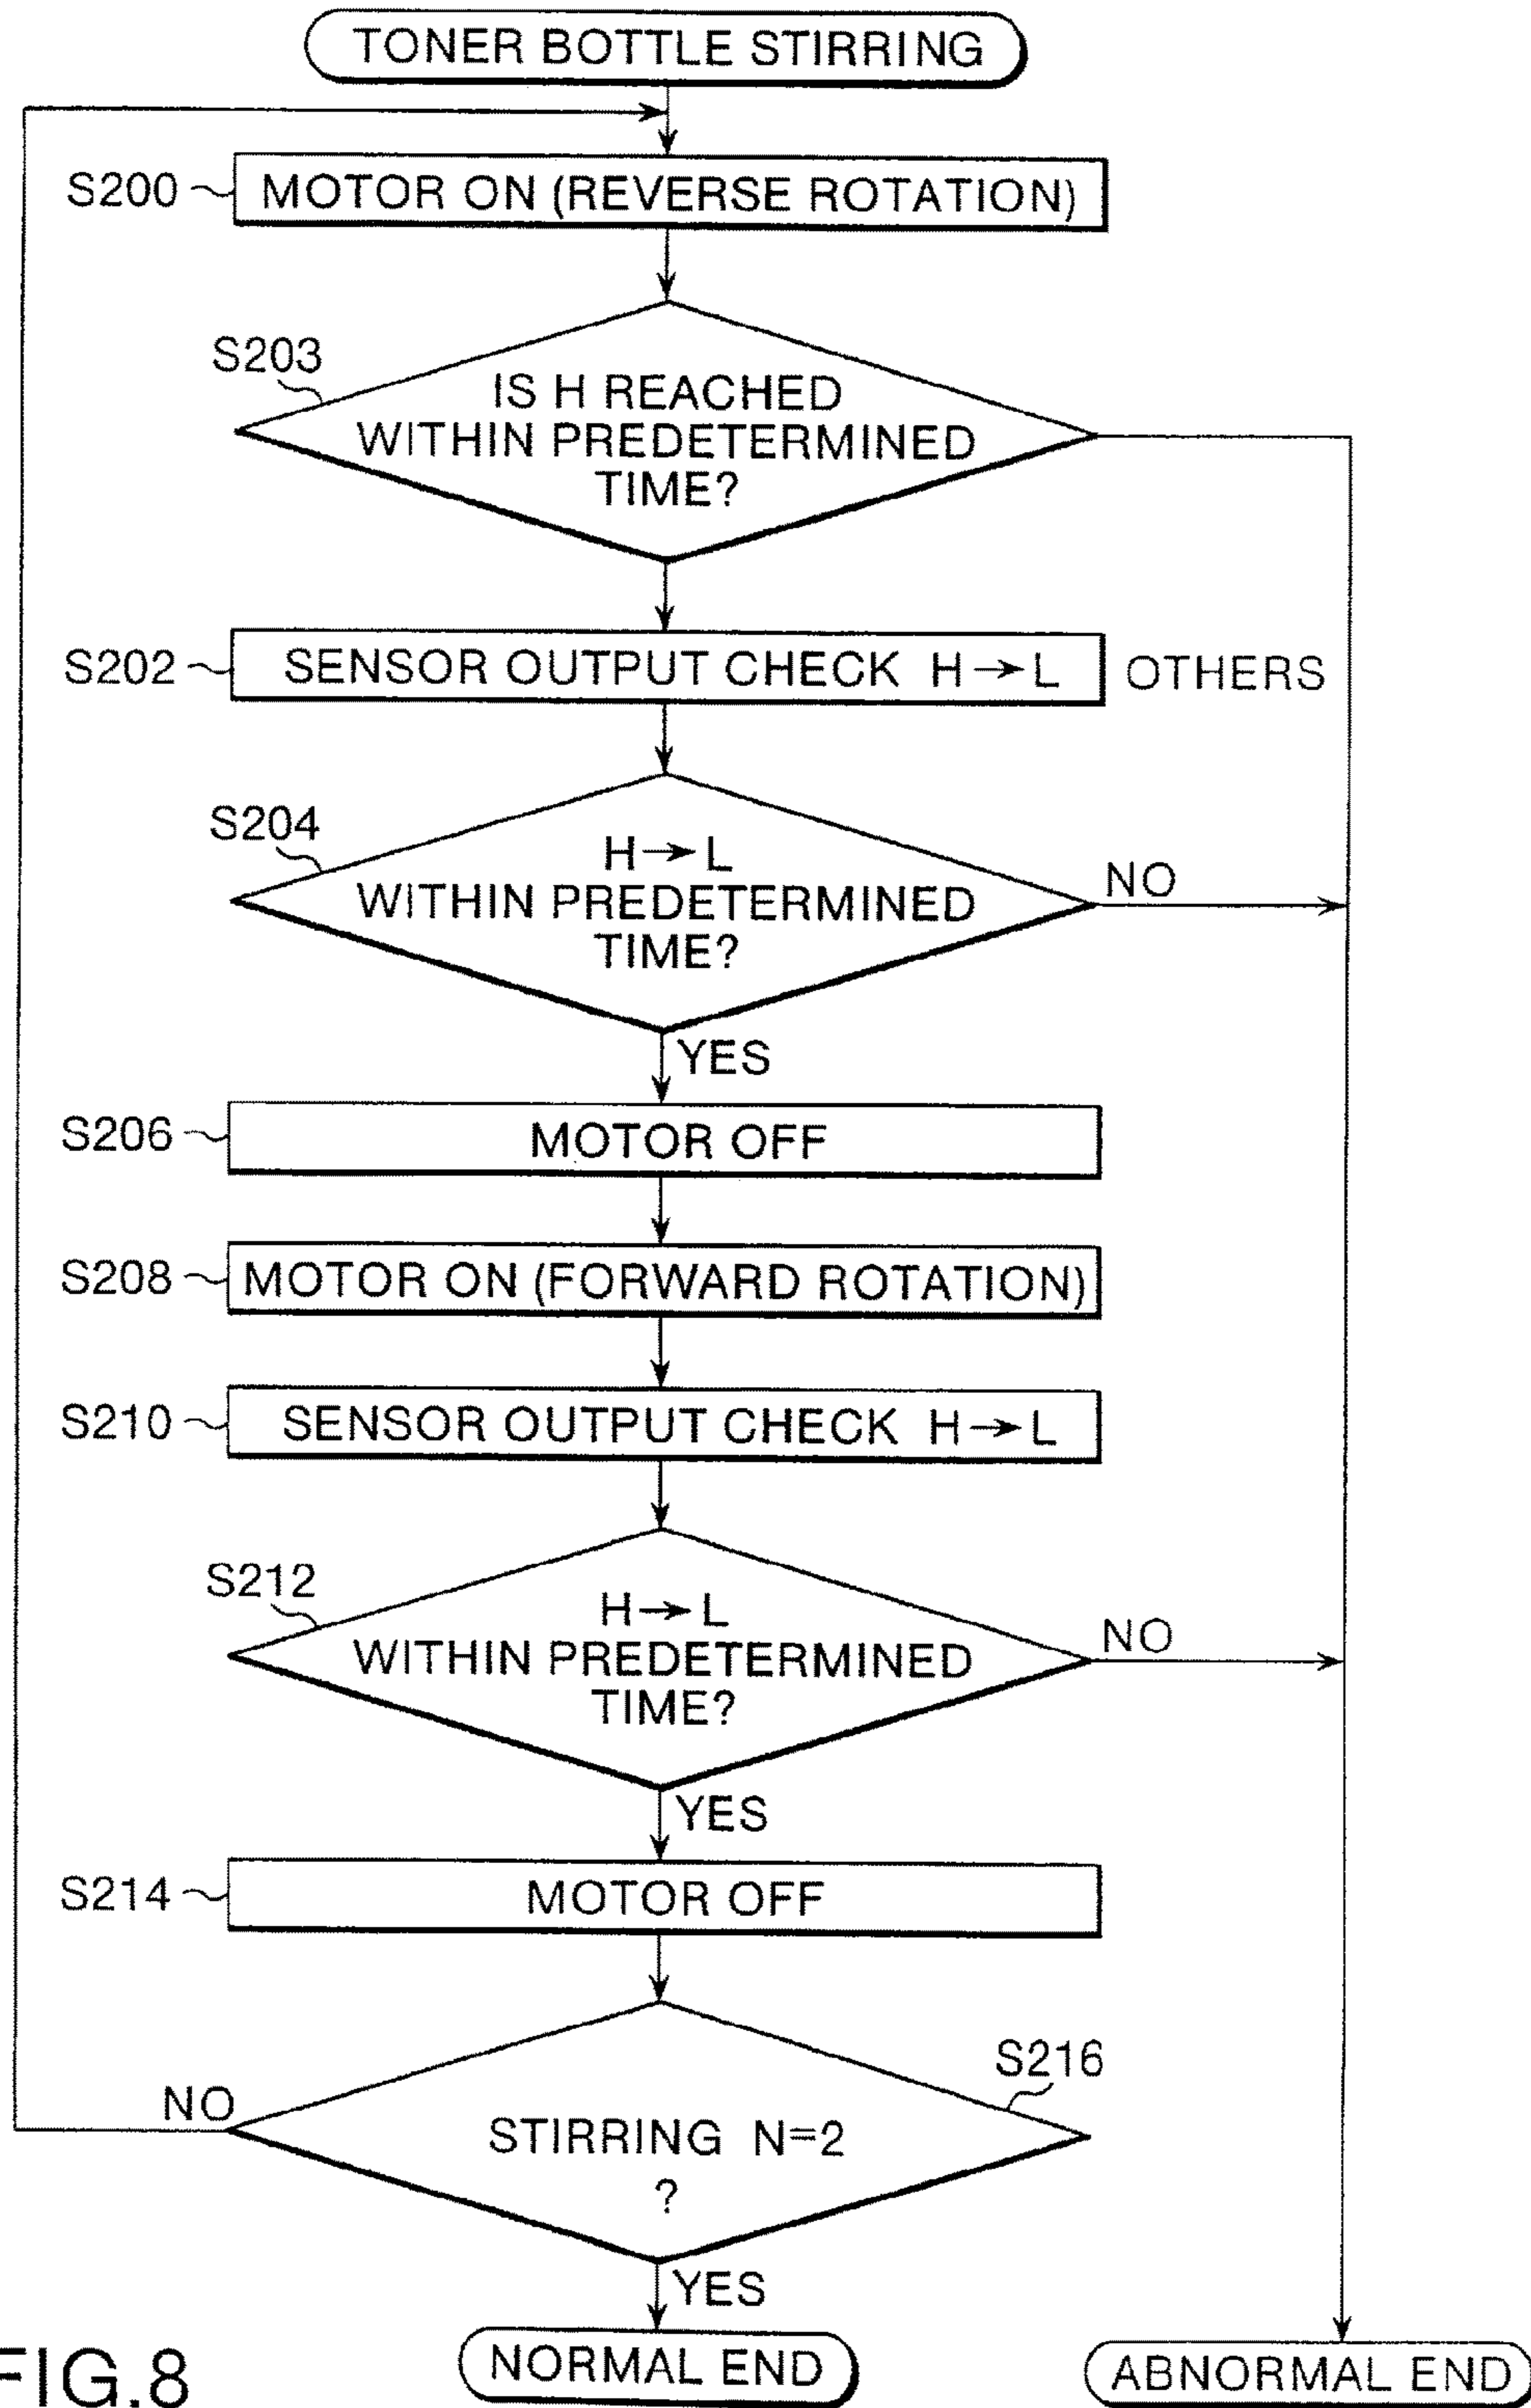 TONER BOTTLE STIRRING
S200
MOTOR ON (REVERSE ROTATION)
S203
IS H REACHED
WITHIN PREDETERMINED
TIME?
S202
SENSOR OUTPUT CHECK H→L
OTHERS
S204
H→L
WITHIN PREDETERMINED
TIME?
NO
YES
S206
MOTOR OFF
S208
MOTOR ON (FORWARD ROTATION)
S210
SENSOR OUTPUT CHECK H→L
S212
H→L
WITHIN PREDETERMINED
TIME?
NO
YES
S214
MOTOR OFF
S216
NO
STIRRING N=2
?
YES
NORMAL END
ABNORMAL END
FIG.8